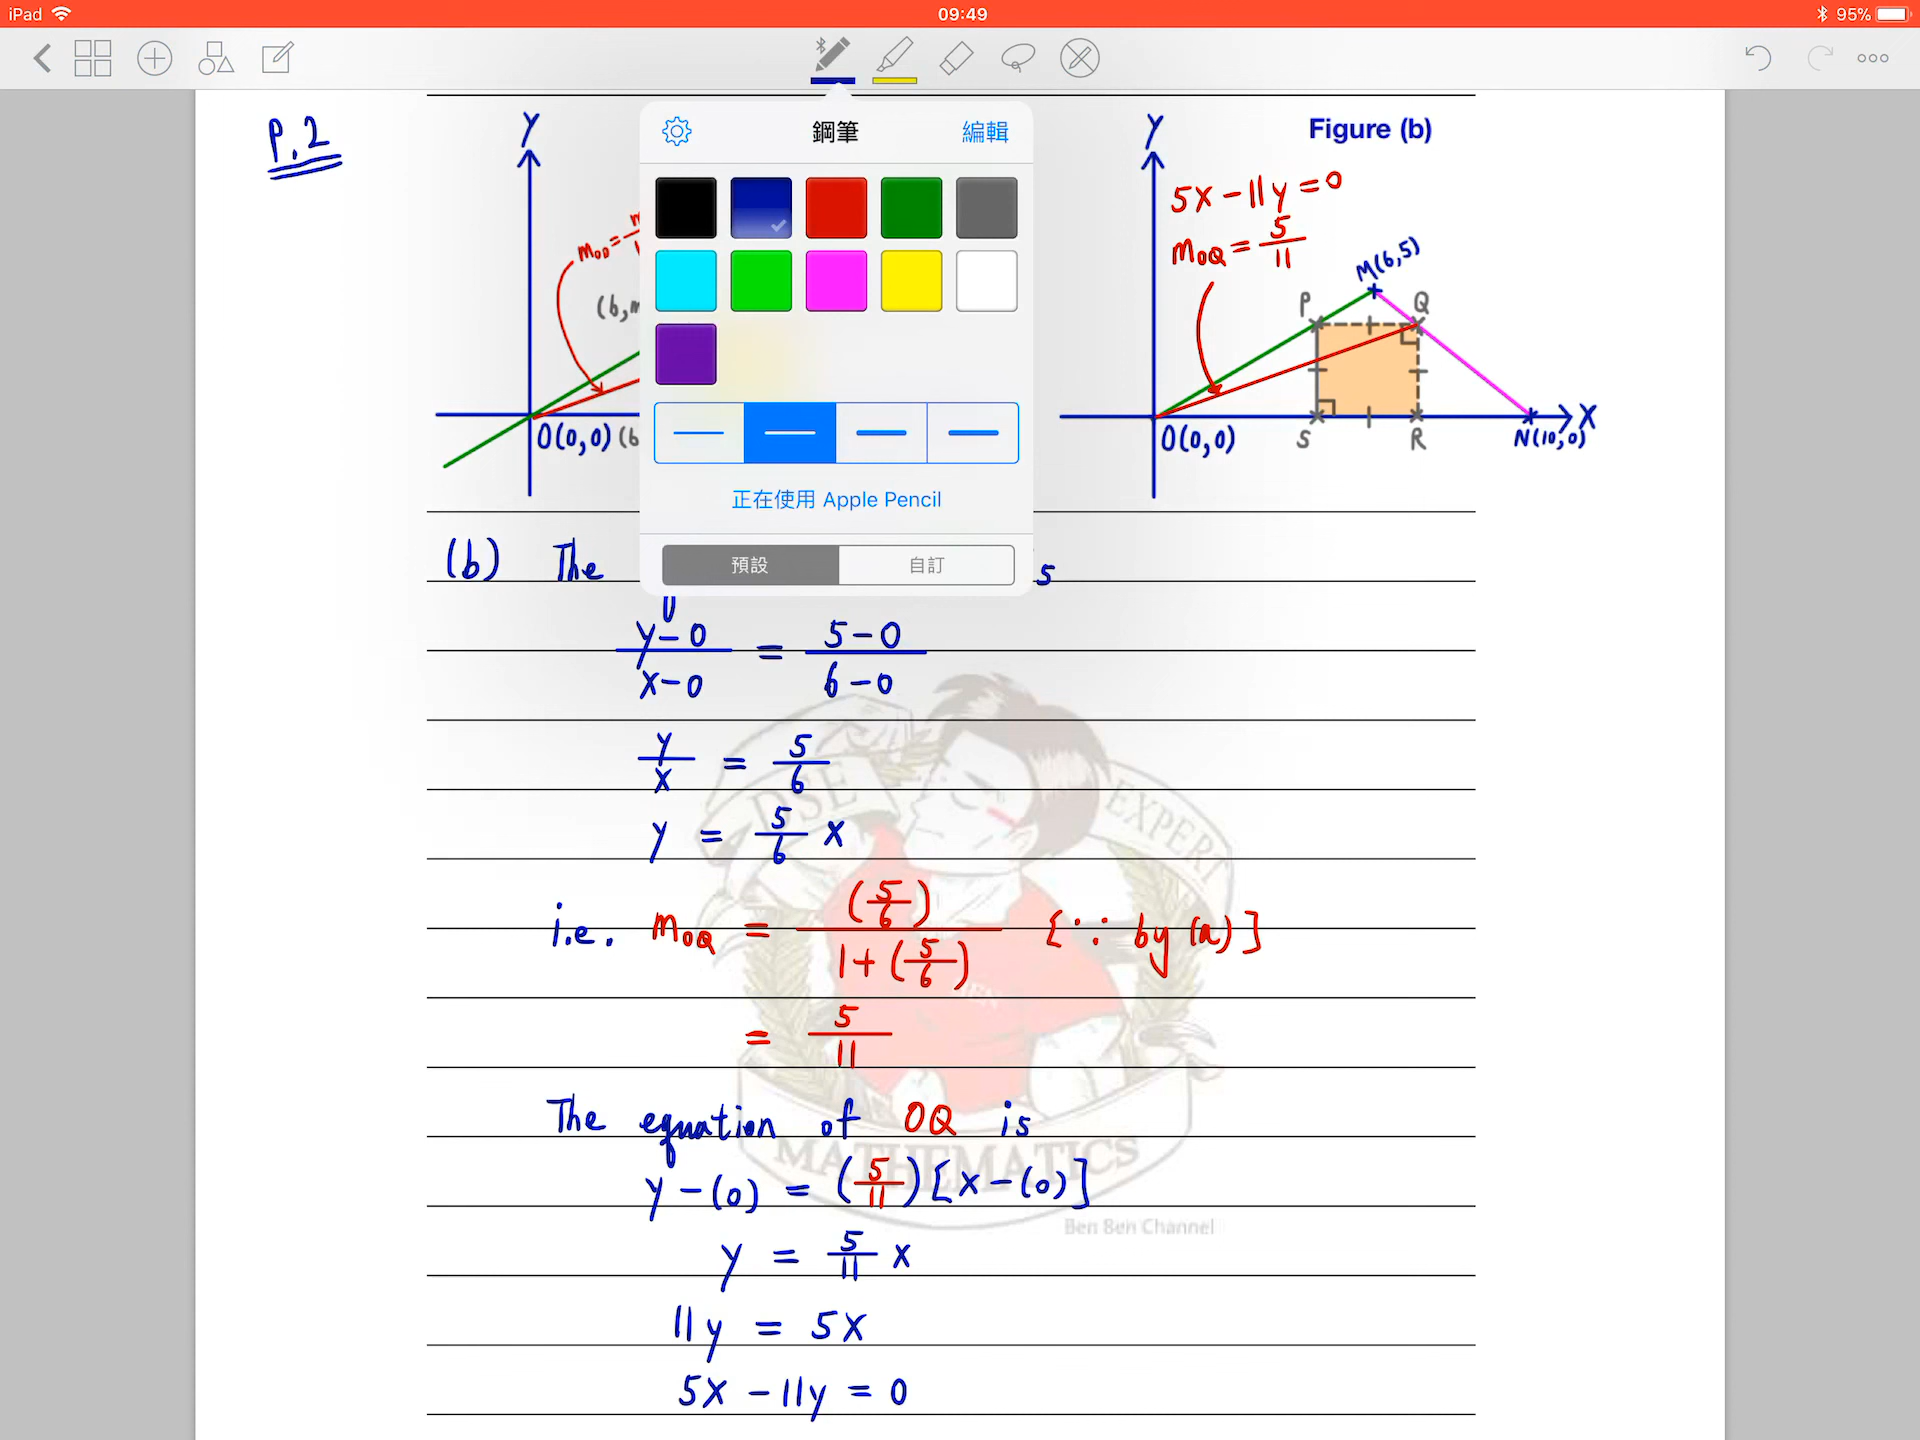 iPad 09:49 95%
P.2
Y
鋼筆 編輯
Y
Figure (b)
5x-11y=0
m_OQ = 5/11
m_OD =
(b,m
M(6,5)
P Q
O(0,0) (b
O(0,0) S R N(10,0) X
正在使用 Apple Pencil
預設 自訂
(b) The s
(y-0)/(x-0) = (5-0)/(6-0)
y/x = 5/6
y = 5/6 x
i.e. m_OQ = (5/6)/(1+(5/6)) [∵ by (a)]
= 5/11
The equation of OQ is
y-(0) = (5/11)[x-(0)]
y = 5/11 x
11y = 5x
5x-11y=0
DSE EXPERT
MATHEMATICS
Ben Ben Channel